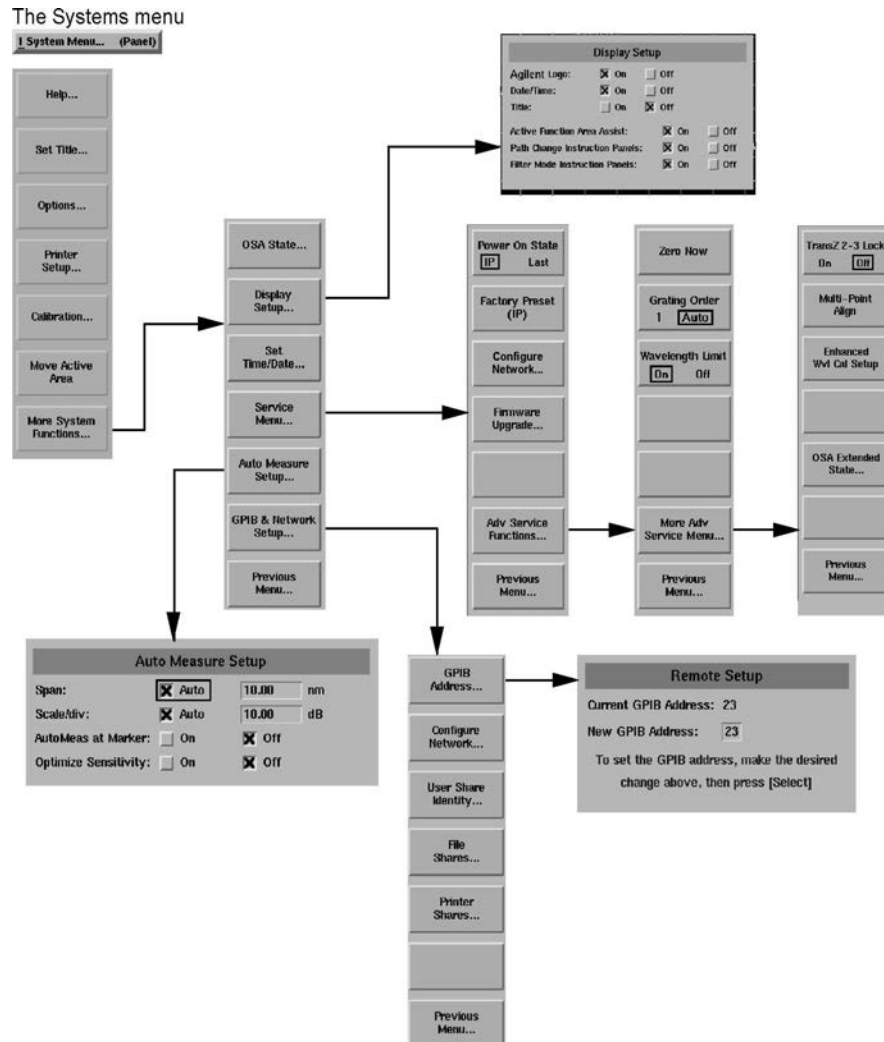 The Systems menu
I System Menu... (Panel)
Help...
Set Title...
Options...
Printer
Setup...
Calibration...
Move Active
Area
More System
Functions...
OSA State...
Display
Setup...
Set
Time/Date...
Service
Menu...
Auto Measure
Setup...
GPIB & Network
Setup...
Previous
Menu...
Display Setup
Agilent Logo: On Off
Date/Time: On Off
Title: On Off
Active Function Area Assist: On Off
Path Change Instruction Panels: On Off
Filter Mode Instruction Panels: On Off
Power On State
IP Last
Factory Preset
(IP)
Configure
Network...
Firmware
Upgrade...
Adv Service
Functions...
Previous
Menu...
Zero Now
Grating Order
1 Auto
Wavelength Limit
On Off
More Adv
Service Menu...
Previous
Menu...
TransZ 2-3 Lock
On Off
Multi-Point
Align
Enhanced
Wvl Cal Setup
OSA Extended
State...
Previous
Menu...
Auto Measure Setup
Span: Auto 10.00 nm
Scale/div: Auto 10.00 dB
AutoMeas at Marker: On Off
Optimize Sensitivity: On Off
GPIB
Address...
Configure
Network...
User Share
Identity...
File
Shares...
Printer
Shares...
Previous
Menu...
Remote Setup
Current GPIB Address: 23
New GPIB Address: 23
To set the GPIB address, make the desired
change above, then press [Select]